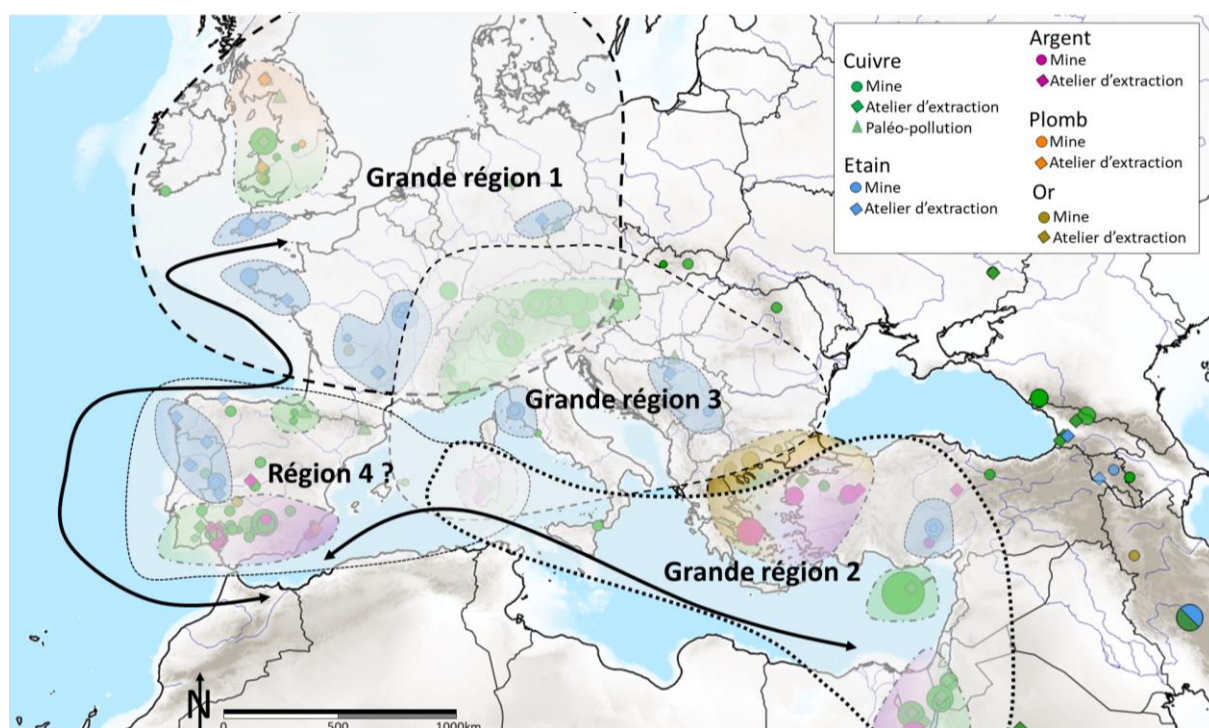 Cuivre
Mine
Atelier d'extraction
Paléo-pollution
Etain
Mine
Atelier d'extraction
Argent
Mine
Atelier d'extraction
Plomb
Mine
Atelier d'extraction
Or
Mine
Atelier d'extraction
Grande région 1
Grande région 3
Région 4 ?
Grande région 2
N
0 500 1000km